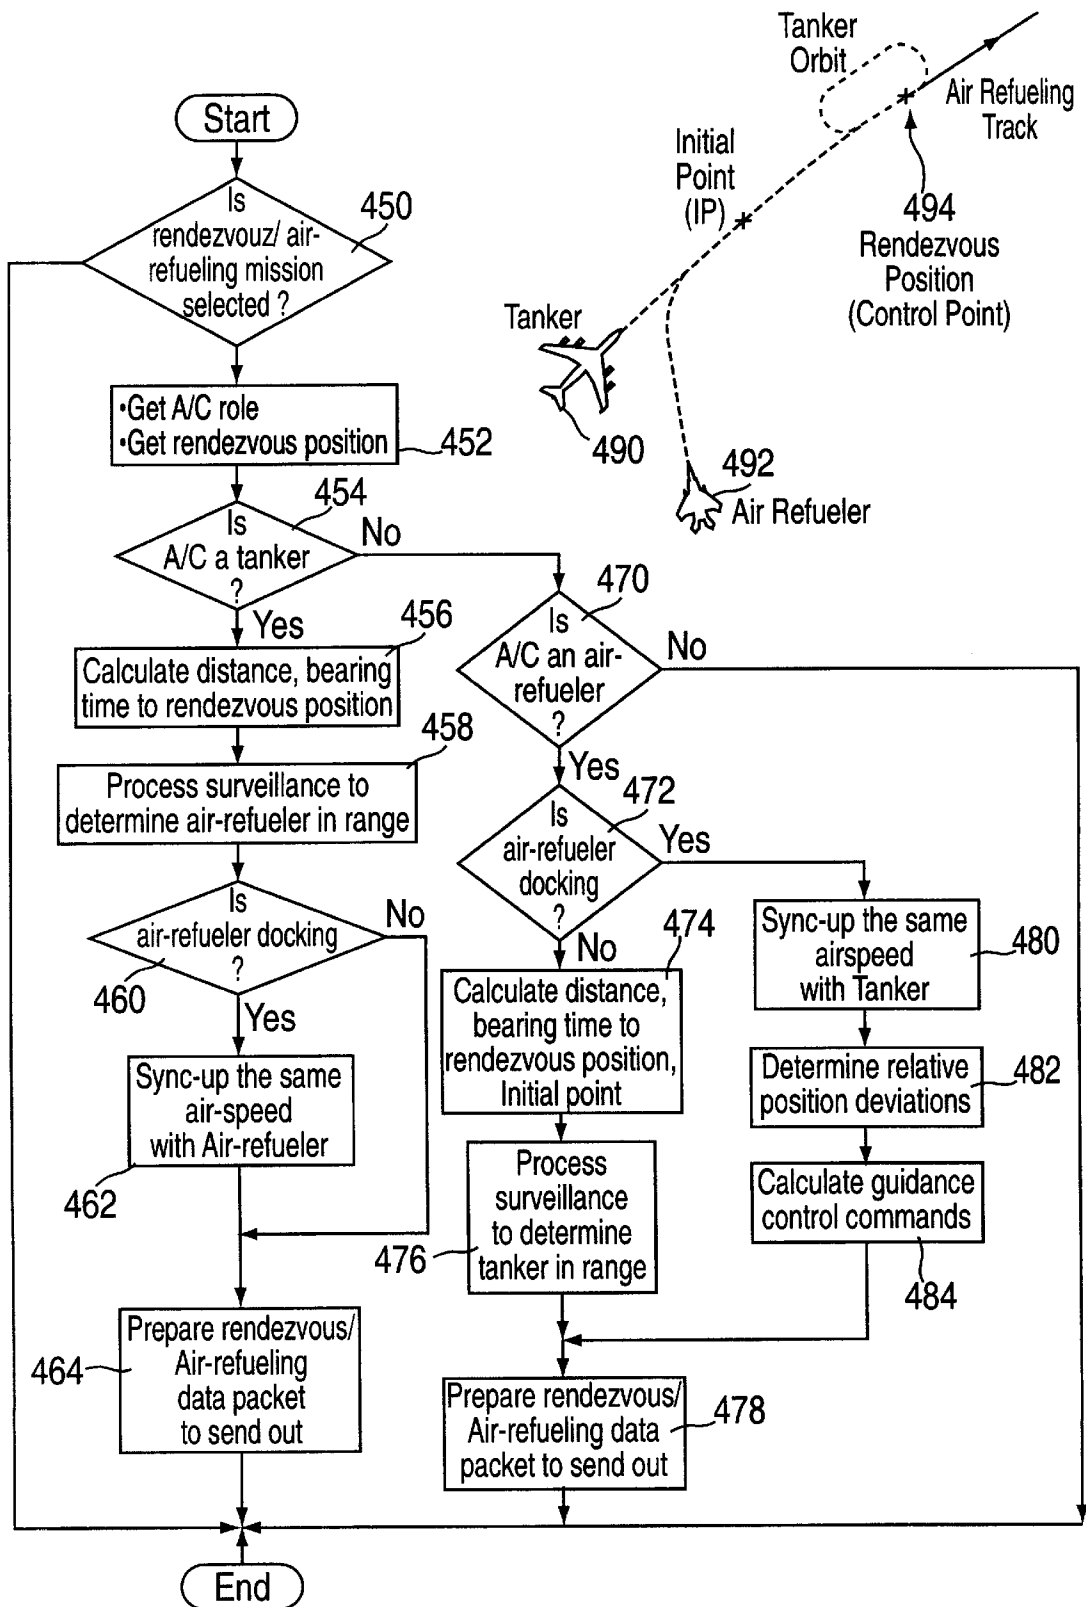 Start
Is
rendezvouz/ air-
refueling mission
selected ?
450
•Get A/C role
•Get rendezvous position
452
454
Is
A/C a tanker
?
No
Yes
456
Calculate distance, bearing
time to rendezvous position
458
Process surveillance to
determine air-refueler in range
Is
air-refueler docking
?
No
460
Yes
Sync-up the same
air-speed
with Air-refueler
462
464
Prepare rendezvous/
Air-refueling
data packet
to send out
End
470
Is
A/C an air-
refueler
?
No
Yes
472
Is
air-refueler
docking
?
Yes
No
474
Calculate distance,
bearing time to
rendezvous position,
Initial point
Process
surveillance
to determine
tanker in range
476
Prepare rendezvous/
Air-refueling data
packet to send out
478
Sync-up the same
airspeed
with Tanker
480
Determine relative
position deviations
482
Calculate guidance
control commands
484
Tanker
Orbit
Air Refueling
Track
Initial
Point
(IP)
494
Rendezvous
Position
(Control Point)
Tanker
490
492
Air Refueler